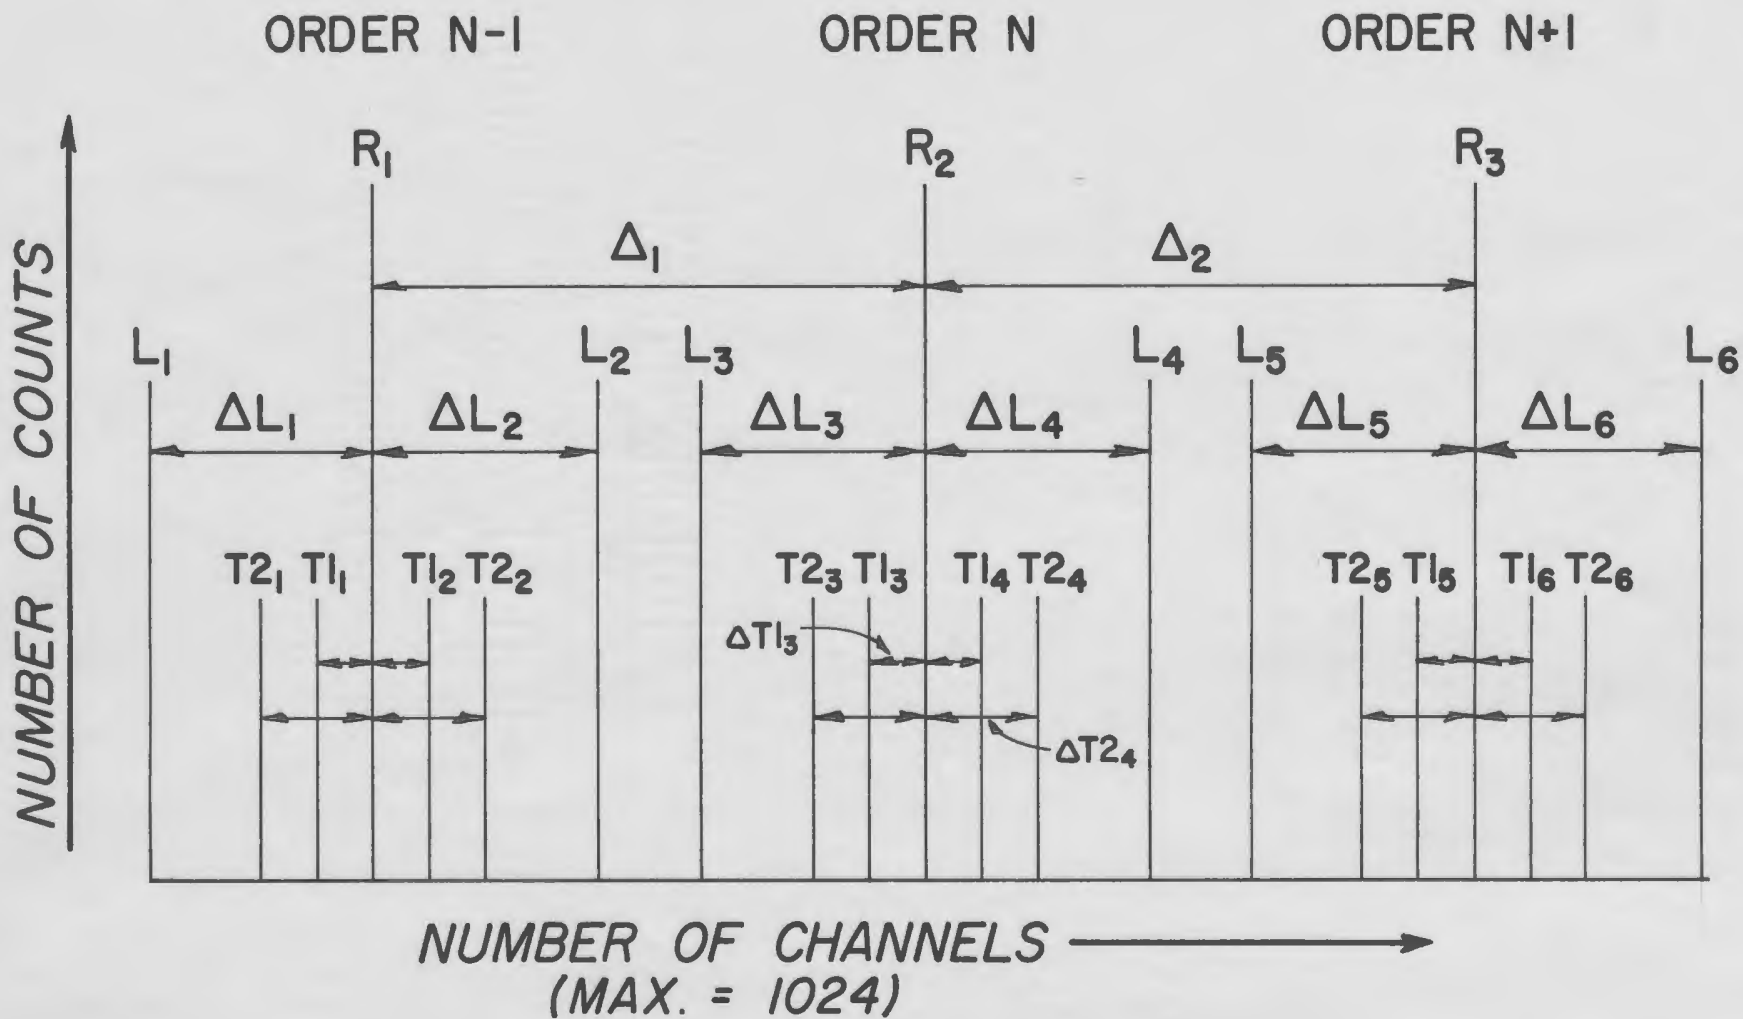 ORDER N-1 ORDER N ORDER N+1
R₁ R₂ R₃
Δ₁ Δ₂
L₁ L₂ L₃ L₄ L₅ L₆
ΔL₁ ΔL₂ ΔL₃ ΔL₄ ΔL₅ ΔL₆
T2₁ T1₁ T1₂ T2₂ T2₃ T1₃ T1₄ T2₄ T2₅ T1₅ T1₆ T2₆
ΔT1₃
ΔT2₄
NUMBER OF COUNTS
NUMBER OF CHANNELS
(MAX. = 1024)